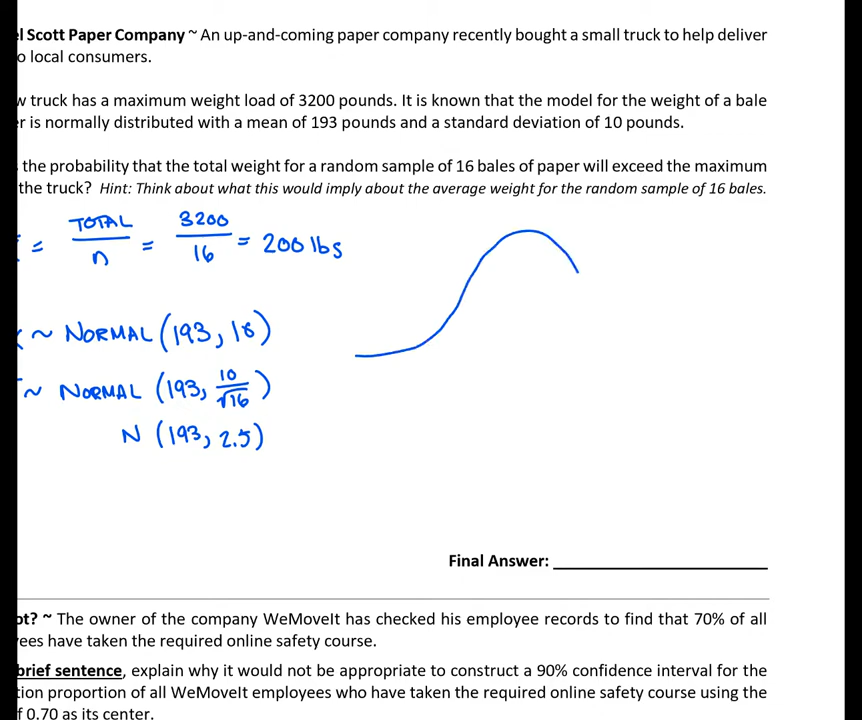 l Scott Paper Company ~ An up-and-coming paper company recently bought a small truck to help deliver
o local consumers.
w truck has a maximum weight load of 3200 pounds. It is known that the model for the weight of a bale
r is normally distributed with a mean of 193 pounds and a standard deviation of 10 pounds.
the probability that the total weight for a random sample of 16 bales of paper will exceed the maximum
the truck? Hint: Think about what this would imply about the average weight for the random sample of 16 bales.
= TOTAL / n = 3200 / 16 = 200 lbs
~ NORMAL (193, 10)
~ NORMAL (193, 10/√16)
N (193, 2.5)
Final Answer: ___________________
ot? ~ The owner of the company WeMoveIt has checked his employee records to find that 70% of all
ees have taken the required online safety course.
brief sentence, explain why it would not be appropriate to construct a 90% confidence interval for the
tion proportion of all WeMoveIt employees who have taken the required online safety course using the
f 0.70 as its center.